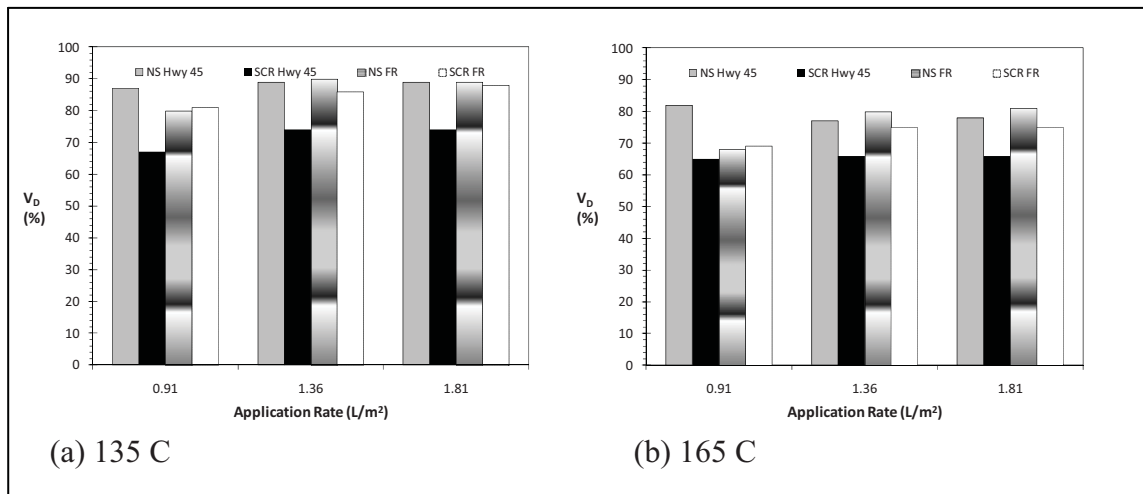 100
90
80
70
60
50
40
30
20
10
0
V_D
(%)
NS Hwy 45 SCR Hwy 45 NS FR SCR FR
0.91 1.36 1.81
Application Rate (L/m²)
(a) 135 C
100
90
80
70
60
50
40
30
20
10
0
V_D
(%)
NS Hwy 45 SCR Hwy 45 NS FR SCR FR
0.91 1.36 1.81
Application Rate (L/m²)
(b) 165 C